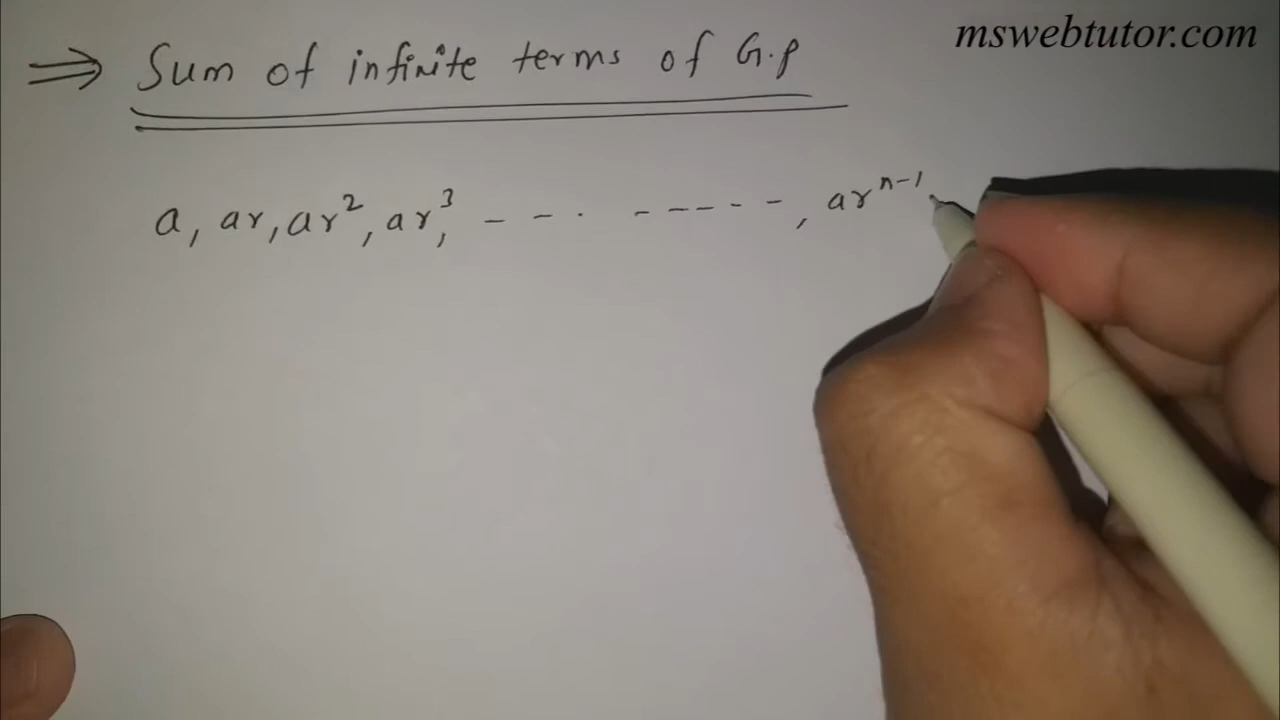 mswebtutor.com
⇒ Sum of infinite terms of G.P
a, ar, ar², ar³, - - - - - - - - , arⁿ⁻¹